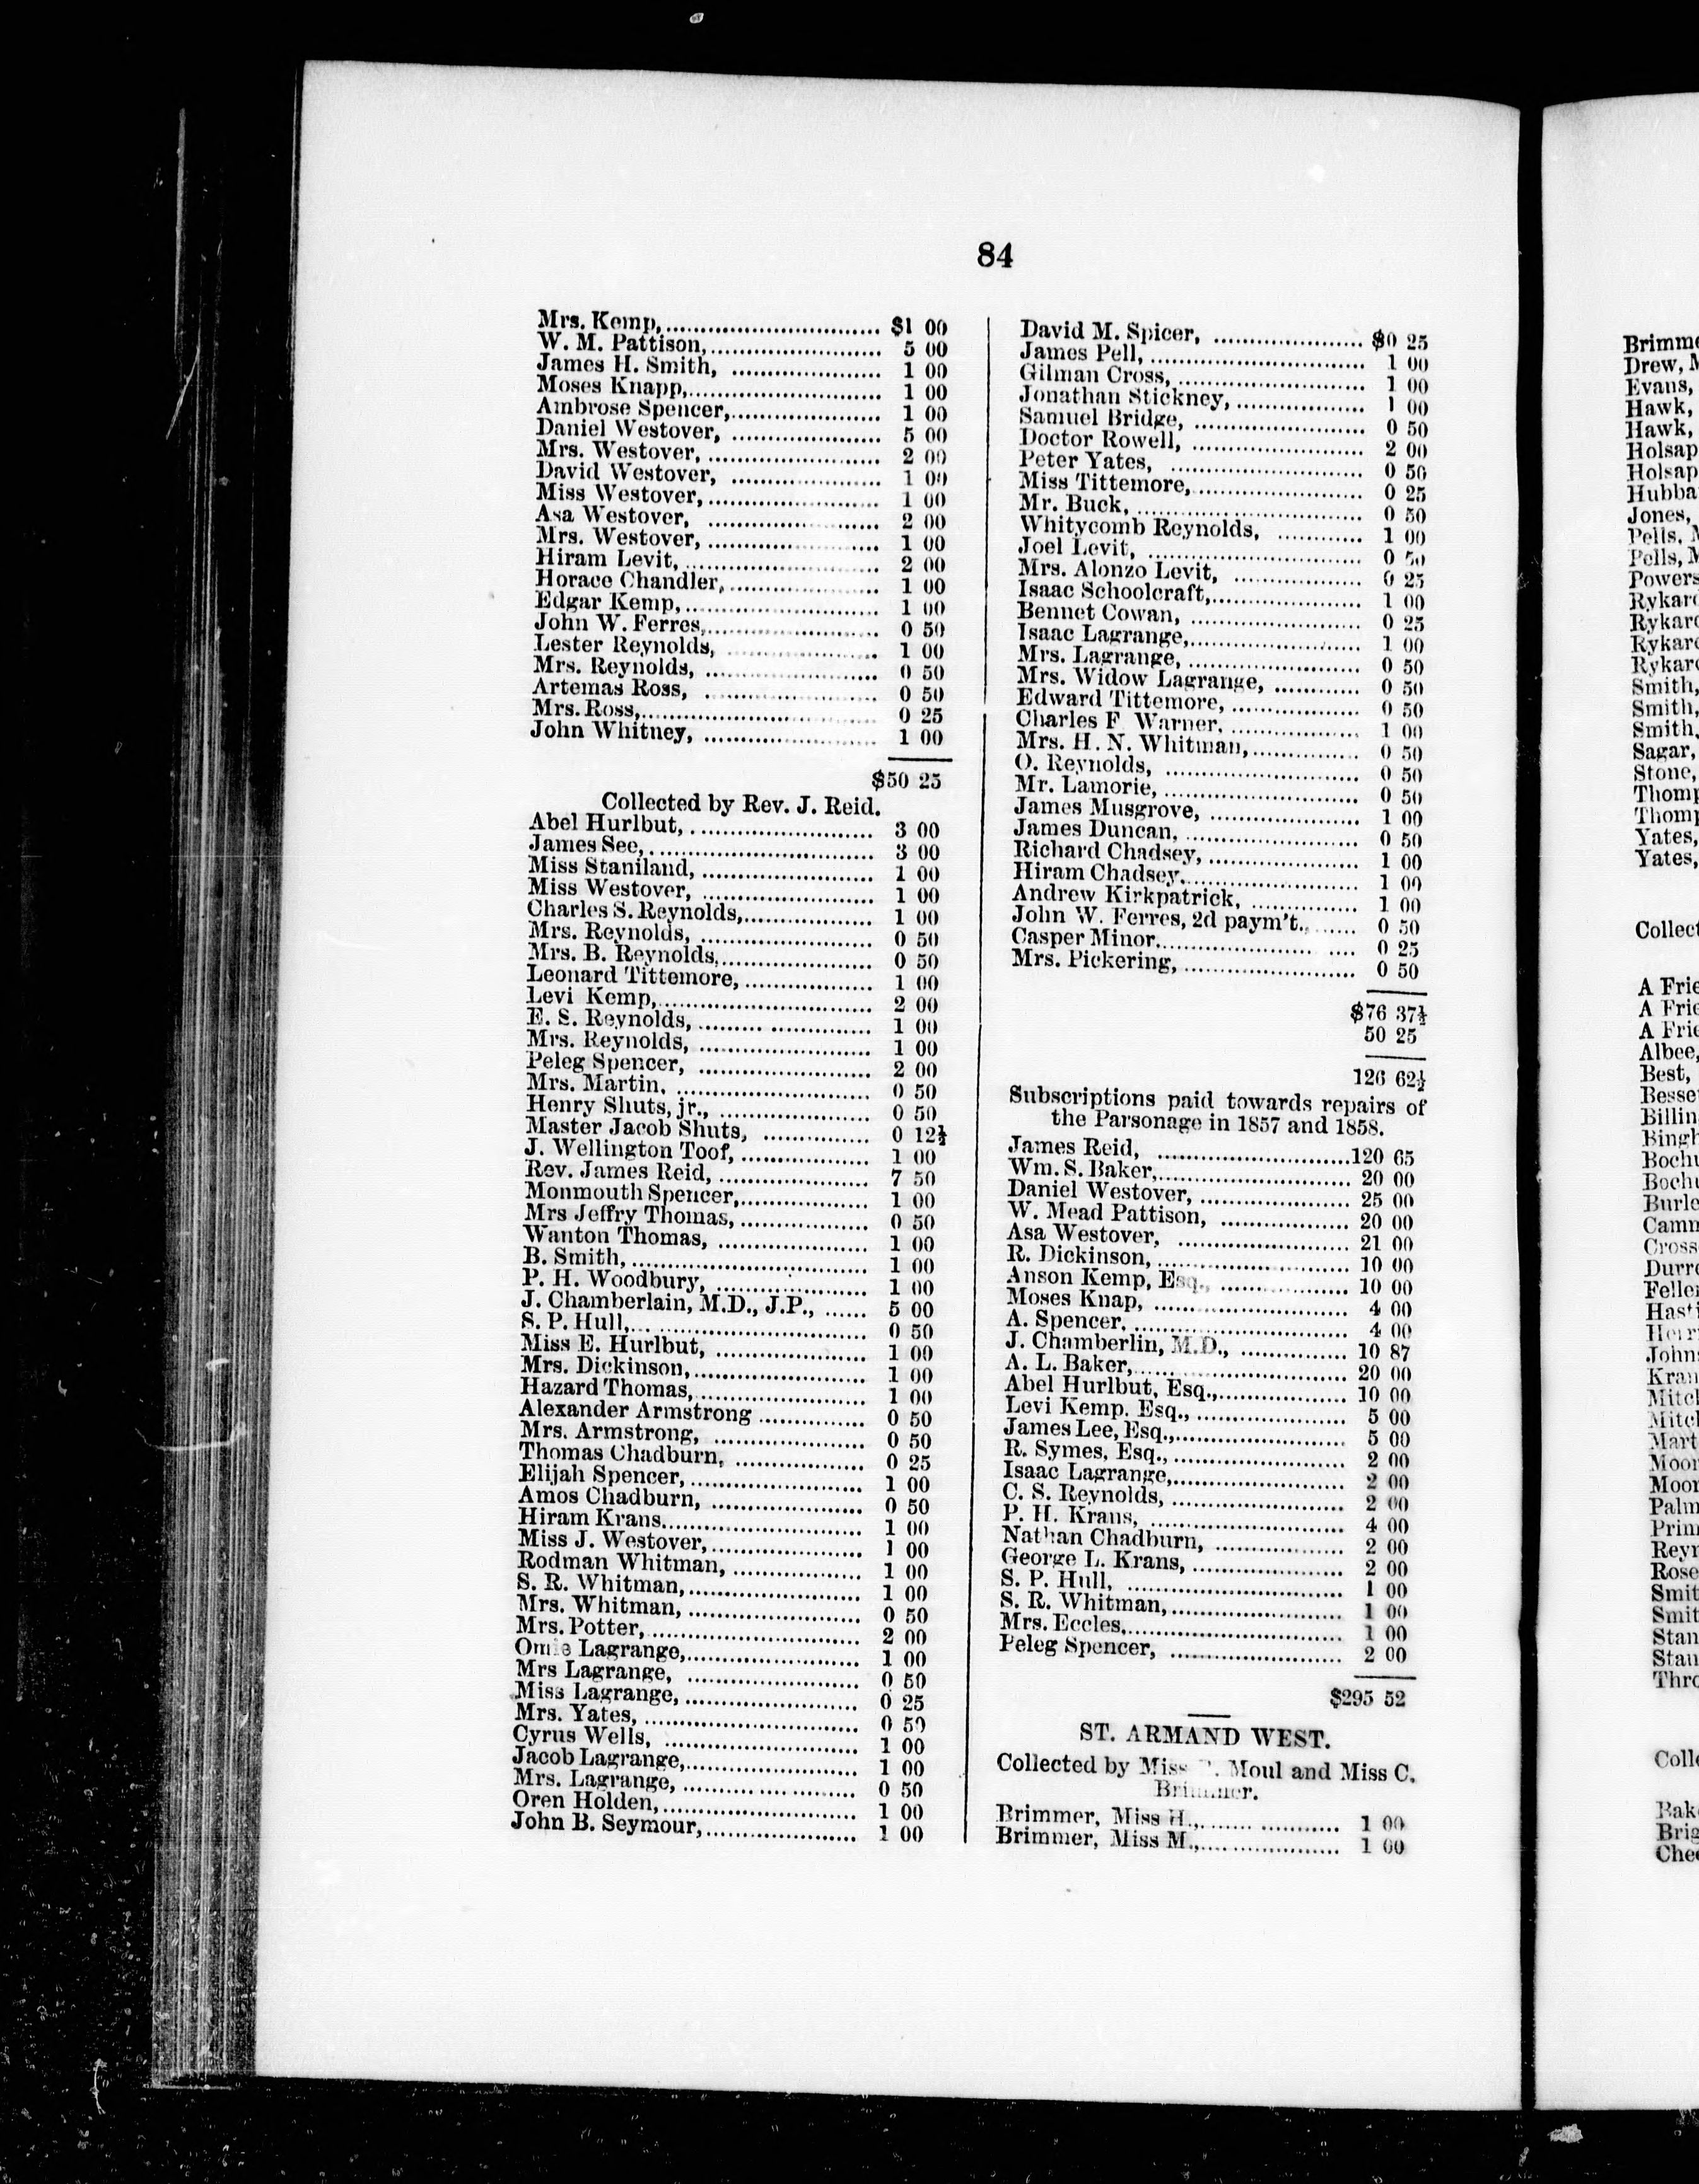 84
Mrs. Kemp, $1 00
W. M. Pattison, 5 00
James H. Smith, 1 00
Moses Knapp, 1 00
Ambrose Spencer, 1 00
Daniel Westover, 5 00
Mrs. Westover, 2 00
David Westover, 1 00
Miss Westover, 1 00
Asa Westover, 2 00
Mrs. Westover, 1 00
Hiram Levit, 2 00
Horace Chandler, 1 00
Edgar Kemp, 1 00
John W. Ferres, 0 50
Lester Reynolds, 1 00
Mrs. Reynolds, 0 50
Artemas Ross, 0 50
Mrs. Ross, 0 25
John Whitney, 1 00
$50 25
Collected by Rev. J. Reid.
Abel Hurlbut, 3 00
James See, 3 00
Miss Staniland, 1 00
Miss Westover, 1 00
Charles S. Reynolds, 1 00
Mrs. Reynolds, 0 50
Mrs. B. Reynolds, 0 50
Leonard Tittemore, 1 00
Levi Kemp, 2 00
E. S. Reynolds, 1 00
Mrs. Reynolds, 1 00
Peleg Spencer, 2 00
Mrs. Martin. 0 50
Henry Shuts, jr., 0 50
Master Jacob Shuts, 0 12½
J. Wellington Toof, 1 00
Rev. James Reid, 7 50
Monmouth Spencer, 1 00
Mrs Jeffry Thomas, 0 50
Wanton Thomas, 1 00
B. Smith, 1 00
P. H. Woodbury, 1 00
J. Chamberlain, M.D., J.P., 5 00
S. P. Hull, 0 50
Miss E. Hurlbut, 1 00
Mrs. Dickinson, 1 00
Hazard Thomas, 1 00
Alexander Armstrong 0 50
Mrs. Armstrong, 0 50
Thomas Chadburn, 0 25
Elijah Spencer, 1 00
Amos Chadburn, 0 50
Hiram Krans. 1 00
Miss J. Westover, 1 00
Rodman Whitman, 1 00
S. R. Whitman, 1 00
Mrs. Whitman, 0 50
Mrs. Potter, 2 00
Lagrange, 1 00
Mrs Lagrange, 0 50
Miss Lagrange, 0 25
Mrs. Yates, 0 50
Cyrus Wells, 1 00
Jacob Lagrange, 1 00
Mrs. Lagrange, 0 50
Oren Holden, 1 00
John B. Seymour, 1 00
David M. Spicer, $0 25
James Pell, 1 00
Gilman Cross, 1 00
Jonathan Stickney, 1 00
Samuel Bridge, 0 50
Doctor Rowell, 2 00
Peter Yates, 0 50
Miss Tittemore, 0 25
Mr. Buck, 0 50
Whitycomb Reynolds, 1 00
Joel Levit, 0 50
Mrs. Alonzo Levit, 0 25
Isaac Schoolcraft, 1 00
Bennet Cowan, 0 25
Isaac Lagrange, 1 00
Mrs. Lagrange, 0 50
Mrs. Widow Lagrange, 0 50
Edward Tittemore, 0 50
Charles F. Warner, 1 00
Mrs. H. N. Whitman, 0 50
O. Reynolds, 0 50
Mr. Lamorie, 0 50
James Musgrove, 1 00
James Duncan, 0 50
Richard Chadsey, 1 00
Hiram Chadsey, 1 00
Andrew Kirkpatrick, 1 00
John W. Ferres, 2d paym't., 0 50
Casper Minor, 0 25
Mrs. Pickering, 0 50
$76 37½
50 25
126 62½
Subscriptions paid towards repairs of
the Parsonage in 1857 and 1858.
James Reid, 120 65
Wm. S. Baker, 20 00
Daniel Westover, 25 00
W. Mead Pattison, 20 00
Asa Westover, 21 00
R. Dickinson, 10 00
Anson Kemp, Esq., 10 00
Moses Knap, 4 00
A. Spencer, 4 00
J. Chamberlin, M.D., 10 87
A. L. Baker, 20 00
Abel Hurlbut, Esq., 10 00
Levi Kemp, Esq., 5 00
James Lee, Esq., 5 00
R. Symes, Esq., 2 00
Isaac Lagrange, 2 00
C. S. Reynolds, 2 00
P. H. Krans, 4 00
Nathan Chadburn, 2 00
George L. Krans, 2 00
S. P. Hull, 1 00
S. R. Whitman, 1 00
Mrs. Eccles, 1 00
Peleg Spencer, 2 00
$295 52
ST. ARMAND WEST.
Collected by Miss Moul and Miss C.
Brimmer.
Brimmer, Miss H., 1 00
Brimmer, Miss M., 1 00
Drew,
Evans,
Hawk,
Hawk,
Jones,
Pells,
Pells,
Smith,
Smith,
Smith,
Sagar,
Stone,
Yates,
Yates,
A
A
A
Albee,
Best,